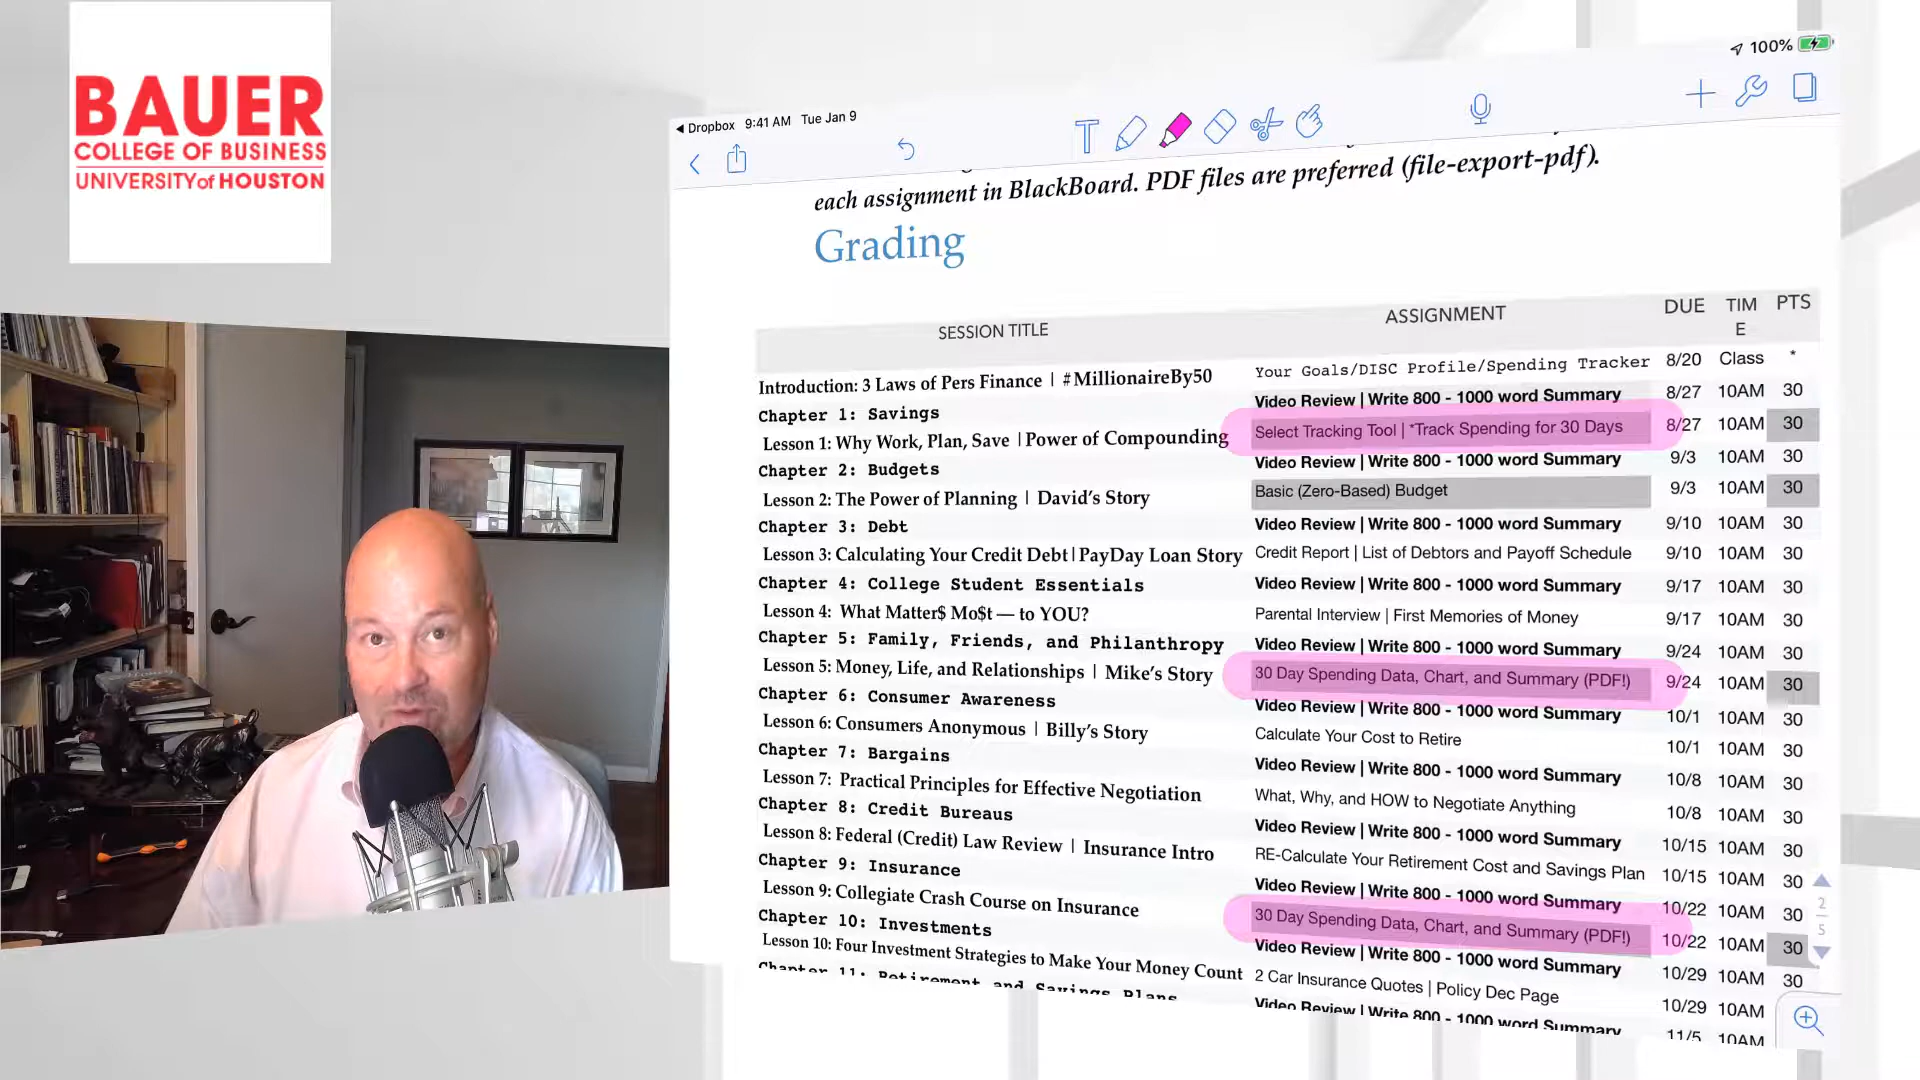 BAUER
COLLEGE OF BUSINESS
UNIVERSITY of HOUSTON
Dropbox 9:41 AM Tue Jan 9
100%
each assignment in BlackBoard. PDF files are preferred (file-export-pdf).
Grading
SESSION TITLE ASSIGNMENT DUE TIM E PTS
Introduction: 3 Laws of Pers Finance | #MillionaireBy50 Your Goals/DISC Profile/Spending Tracker 8/20 Class *
Chapter 1: Savings Video Review | Write 800 - 1000 word Summary 8/27 10AM 30
Lesson 1: Why Work, Plan, Save | Power of Compounding Select Tracking Tool | *Track Spending for 30 Days 8/27 10AM 30
Chapter 2: Budgets Video Review | Write 800 - 1000 word Summary 9/3 10AM 30
Lesson 2: The Power of Planning | David's Story Basic (Zero-Based) Budget 9/3 10AM 30
Chapter 3: Debt Video Review | Write 800 - 1000 word Summary 9/10 10AM 30
Lesson 3: Calculating Your Credit Debt | PayDay Loan Story Credit Report | List of Debtors and Payoff Schedule 9/10 10AM 30
Chapter 4: College Student Essentials Video Review | Write 800 - 1000 word Summary 9/17 10AM 30
Lesson 4: What Matter$ Mo$t — to YOU? Parental Interview | First Memories of Money 9/17 10AM 30
Chapter 5: Family, Friends, and Philanthropy Video Review | Write 800 - 1000 word Summary 9/24 10AM 30
Lesson 5: Money, Life, and Relationships | Mike's Story 30 Day Spending Data, Chart, and Summary (PDF!) 9/24 10AM 30
Chapter 6: Consumer Awareness Video Review | Write 800 - 1000 word Summary 10/1 10AM 30
Lesson 6: Consumers Anonymous | Billy's Story Calculate Your Cost to Retire 10/1 10AM 30
Chapter 7: Bargains Video Review | Write 800 - 1000 word Summary 10/8 10AM 30
Lesson 7: Practical Principles for Effective Negotiation What, Why, and HOW to Negotiate Anything 10/8 10AM 30
Chapter 8: Credit Bureaus Video Review | Write 800 - 1000 word Summary 10/15 10AM 30
Lesson 8: Federal (Credit) Law Review | Insurance Intro RE-Calculate Your Retirement Cost and Savings Plan 10/15 10AM 30
Chapter 9: Insurance Video Review | Write 800 - 1000 word Summary 10/22 10AM 30
Lesson 9: Collegiate Crash Course on Insurance 30 Day Spending Data, Chart, and Summary (PDF!) 10/22 10AM 30
Chapter 10: Investments Video Review | Write 800 - 1000 word Summary 10/29 10AM 30
Lesson 10: Four Investment Strategies to Make Your Money Count 2 Car Insurance Quotes | Policy Dec Page 10/29 10AM
Chapter 11: Retirement and Savings Plans Video Review | Write 800 - 1000 word Summary 11/5 10AM
2
5